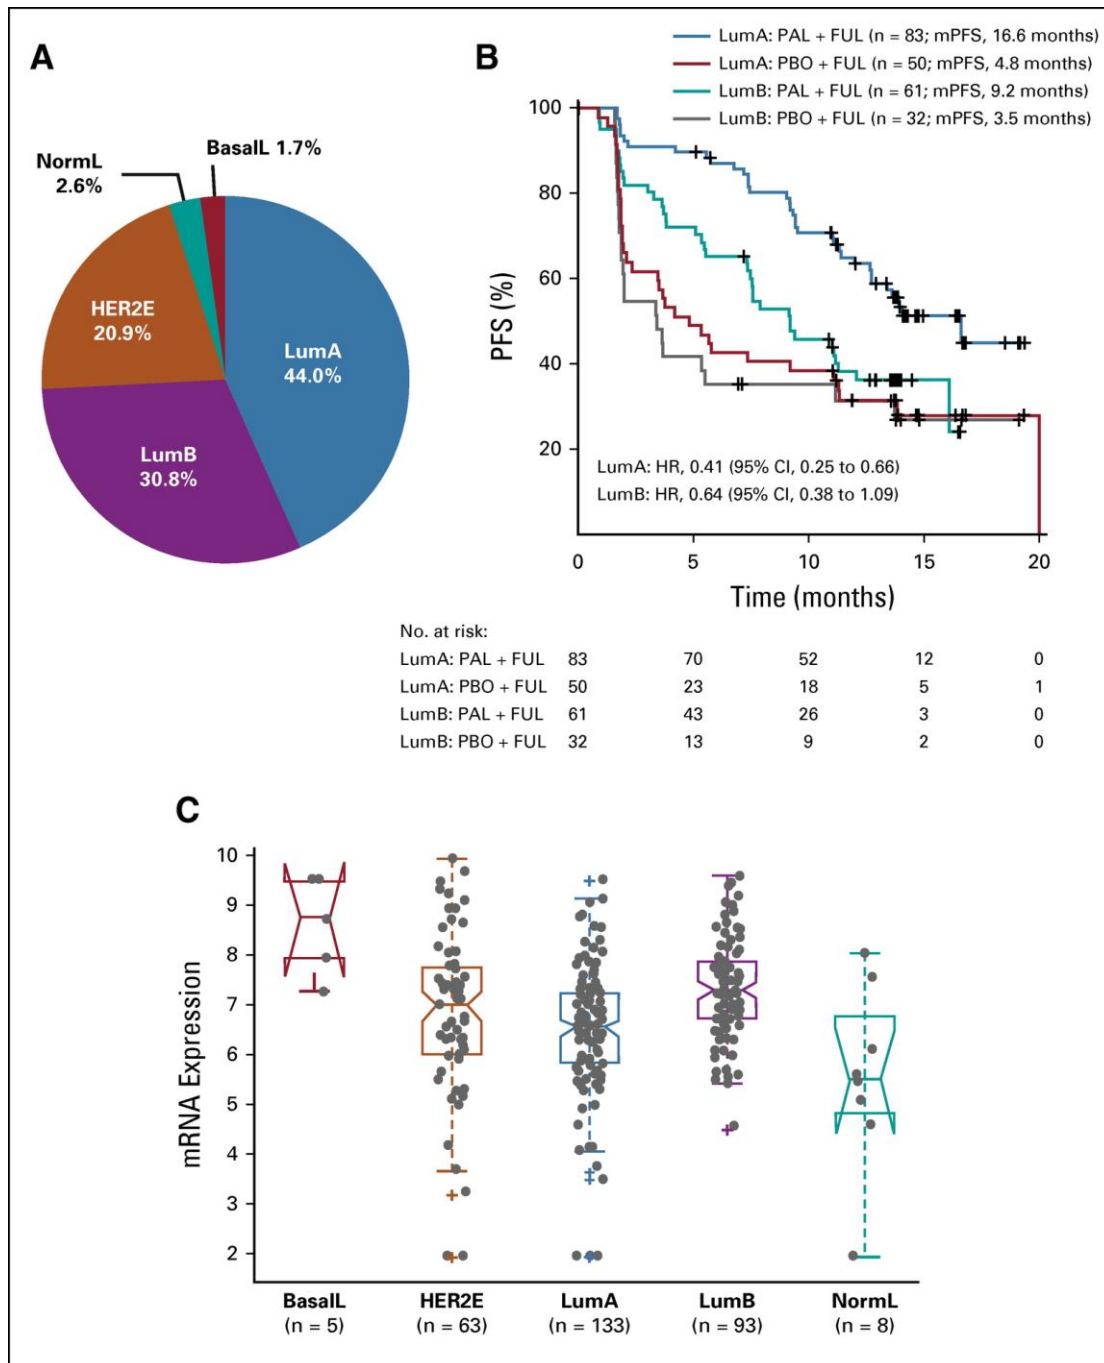 A
BasalL 1.7%
NormL
2.6%
HER2E
20.9%
LumA
44.0%
LumB
30.8%
B
LumA: PAL + FUL (n = 83; mPFS, 16.6 months)
LumA: PBO + FUL (n = 50; mPFS, 4.8 months)
LumB: PAL + FUL (n = 61; mPFS, 9.2 months)
LumB: PBO + FUL (n = 32; mPFS, 3.5 months)
PFS (%)
100
80
60
40
20
LumA: HR, 0.41 (95% CI, 0.25 to 0.66)
LumB: HR, 0.64 (95% CI, 0.38 to 1.09)
0 5 10 15 20
Time (months)
No. at risk:
LumA: PAL + FUL 83 70 52 12 0
LumA: PBO + FUL 50 23 18 5 1
LumB: PAL + FUL 61 43 26 3 0
LumB: PBO + FUL 32 13 9 2 0
C
mRNA Expression
10
9
8
7
6
5
4
3
2
BasalL HER2E LumA LumB NormL
(n = 5) (n = 63) (n = 133) (n = 93) (n = 8)